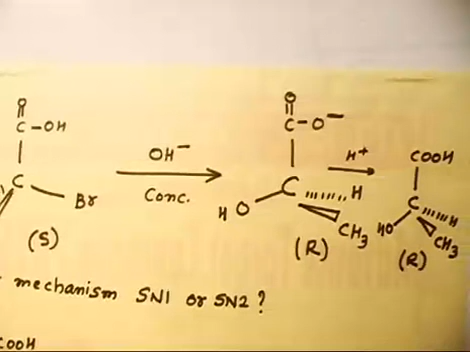 O O
C-OH C-O⁻ H⁺ COOH
OH⁻
C C H C H
Br Conc. HO HO
(S) CH₃ CH₃
(R) (R)
mechanism SN1 or SN2?
COOH